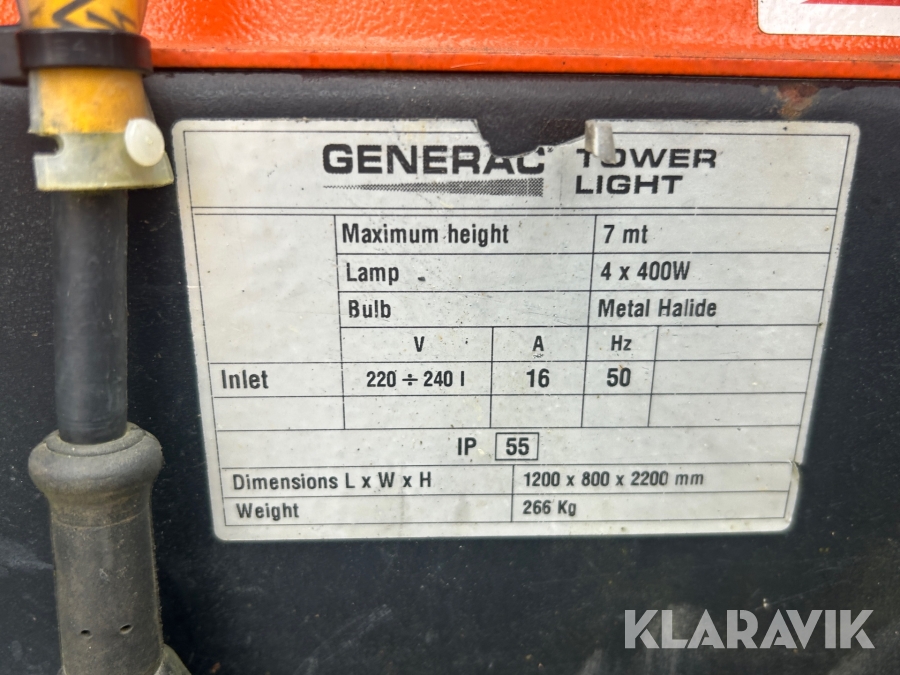 GENERAC TOWER
LIGHT
Maximum height 7 mt
Lamp 4 x 400W
Bulb Metal Halide
V A Hz
Inlet 220 ÷ 240 I 16 50
IP 55
Dimensions L x W x H 1200 x 800 x 2200 mm
Weight 266 Kg
KLARAVIK